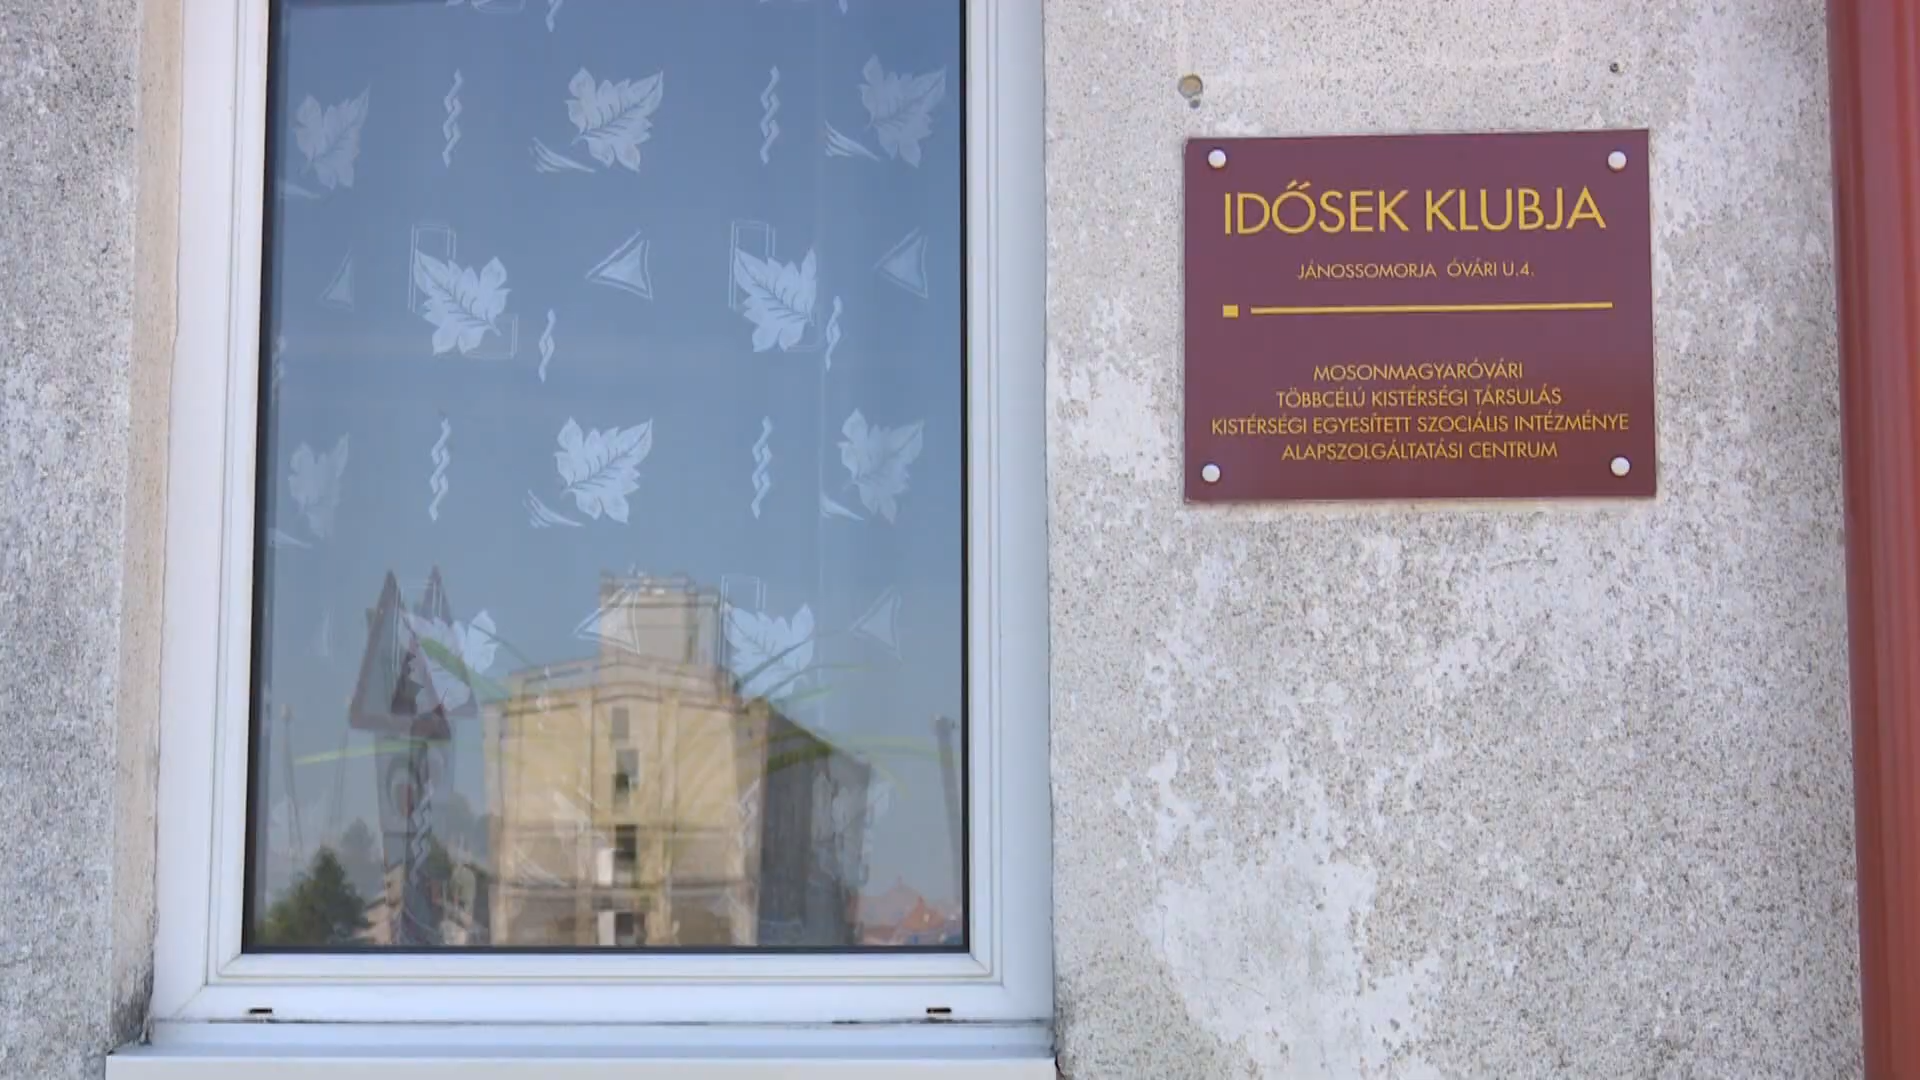 IDŐSEK KLUBJA
JÁNOSSOMORJA ÓVÁRI U.4.
MOSONMAGYARÓVÁRI
TÖBBCÉLÚ KISTÉRSÉGI TÁRSULÁS
KISTÉRSÉGI EGYESÍTETT SZOCIÁLIS INTÉZMÉNYE
ALAPSZOLGÁLTATÁSI CENTRUM